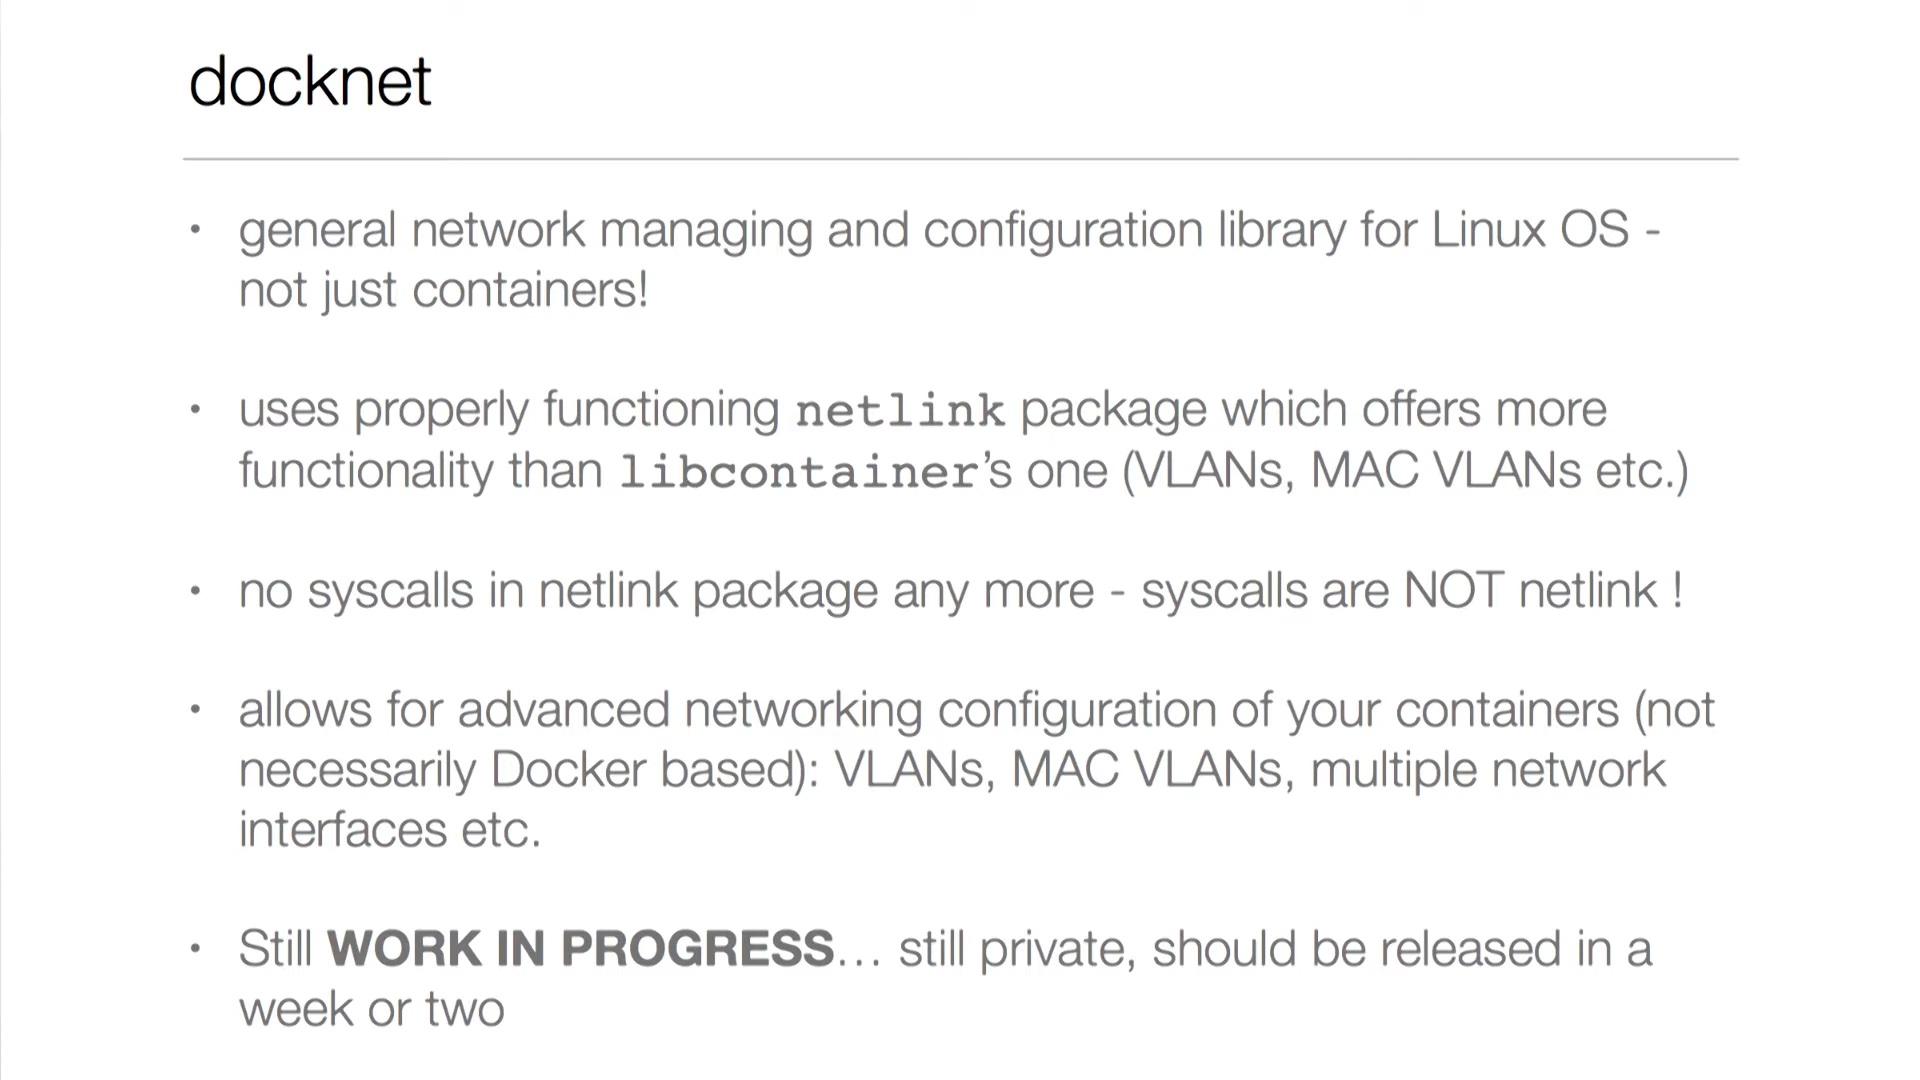 docknet
• general network managing and configuration library for Linux OS -
not just containers!
• uses properly functioning netlink package which offers more
functionality than libcontainer’s one (VLANs, MAC VLANs etc.)
• no syscalls in netlink package any more - syscalls are NOT netlink !
• allows for advanced networking configuration of your containers (not
necessarily Docker based): VLANs, MAC VLANs, multiple network
interfaces etc.
• Still WORK IN PROGRESS… still private, should be released in a
week or two